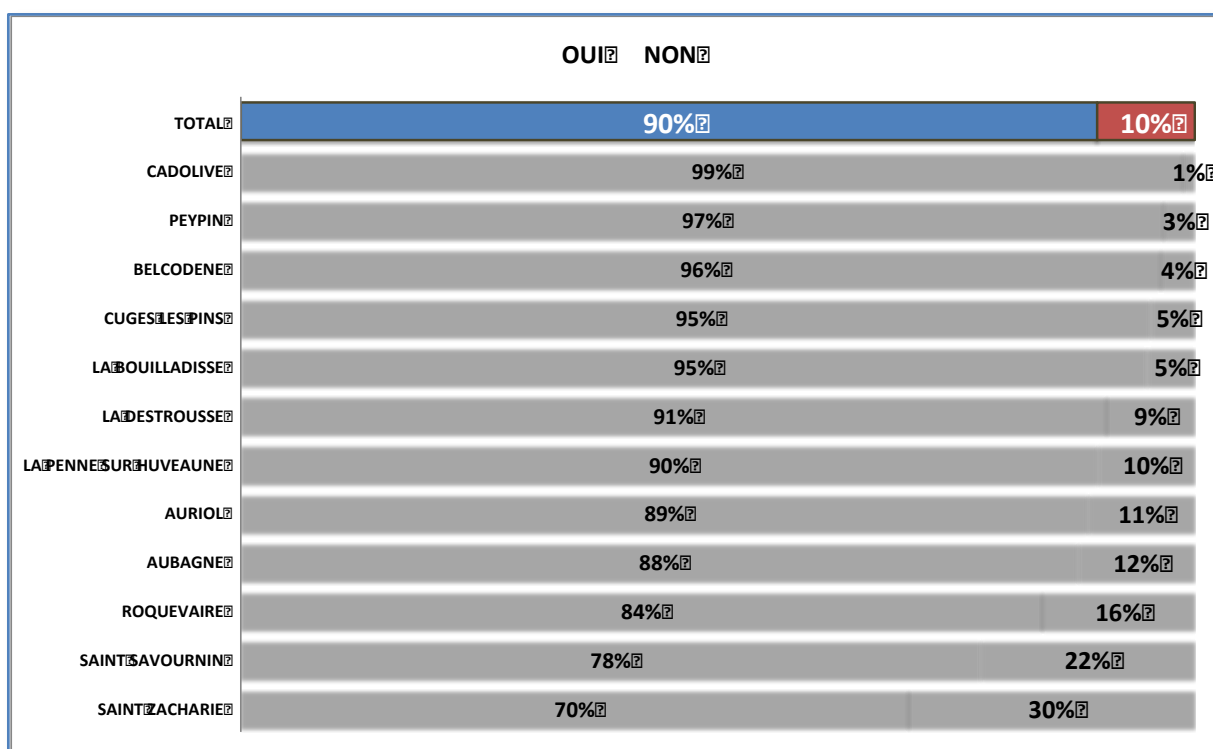 OUI NON
TOTAL 90% 10%
CADOLIVE 99% 1%
PEYPIN 97% 3%
BELCODENE 96% 4%
CUGES LES PINS 95% 5%
LA BOUILLADISSE 95% 5%
LA DESTROUSSE 91% 9%
LA PENNE SUR HUVEAUNE 90% 10%
AURIOL 89% 11%
AUBAGNE 88% 12%
ROQUEVAIRE 84% 16%
SAINT SAVOURNIN 78% 22%
SAINT ZACHARIE 70% 30%